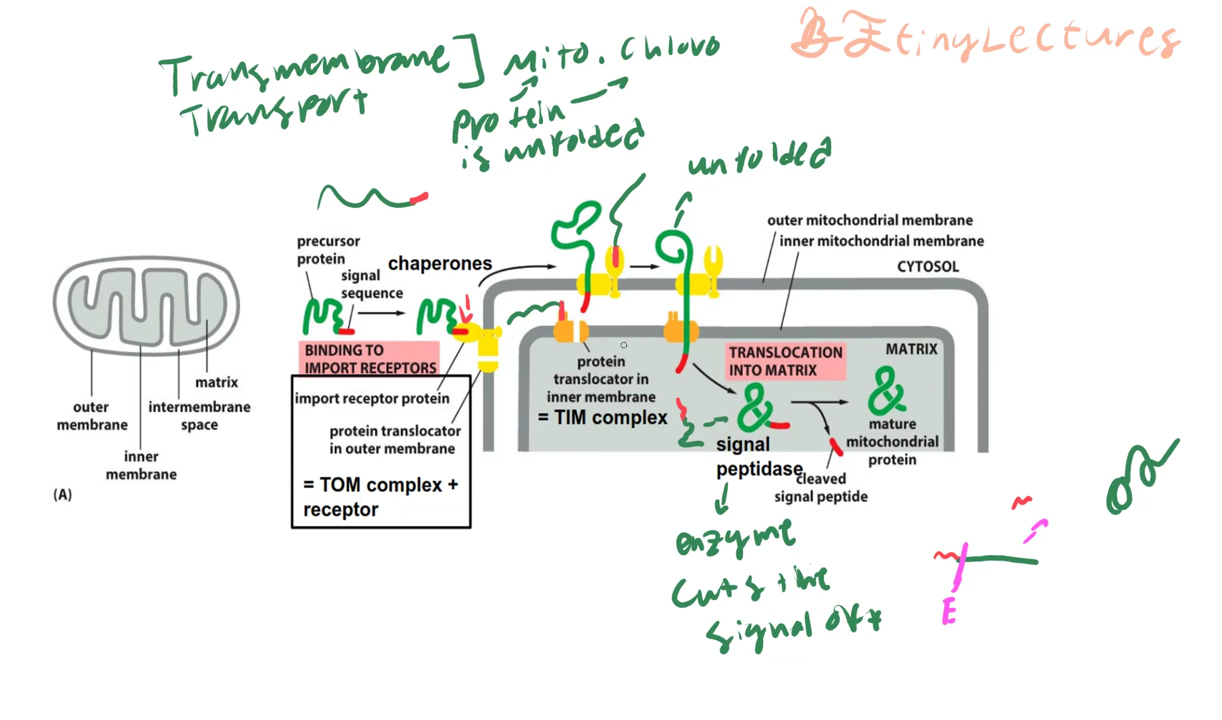 tinyLectures
Transmembrane
Transport
Mito. Chloro
protein
is unfolded
unfolded
outer mitochondrial membrane
inner mitochondrial membrane
CYTOSOL
precursor
protein
signal
sequence
chaperones
BINDING TO
IMPORT RECEPTORS
import receptor protein
protein translocator
in outer membrane
= TOM complex +
receptor
protein
translocator in
inner membrane
= TIM complex
TRANSLOCATION
INTO MATRIX
MATRIX
signal
peptidase
cleaved
signal peptide
mature
mitochondrial
protein
matrix
outer
membrane
intermembrane
space
inner
membrane
(A)
enzyme
Cuts the
signal off
E